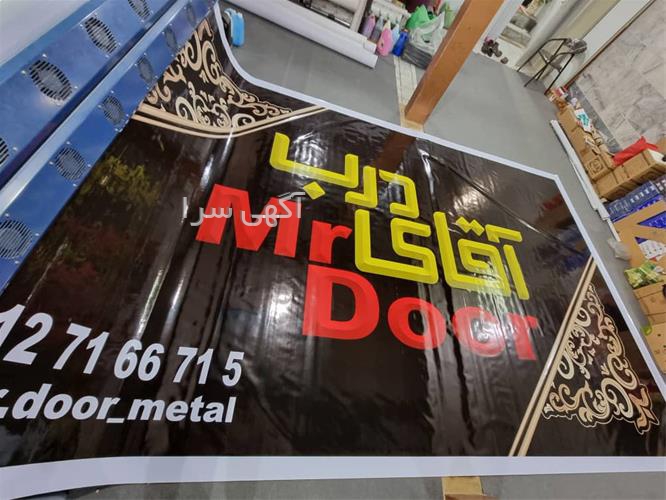 آقای درب
Mr
Door
آگهی سرا
12 71 66 71 5
.door_metal